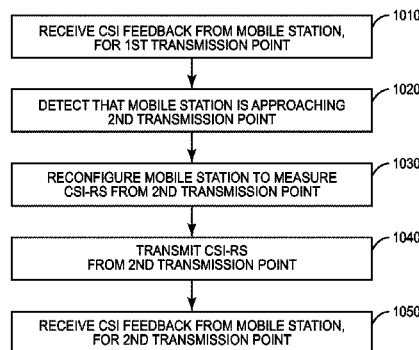 RECEIVE CSI FEEDBACK FROM MOBILE STATION,
FOR 1ST TRANSMISSION POINT
1010
DETECT THAT MOBILE STATION IS APPROACHING
2ND TRANSMISSION POINT
1020
RECONFIGURE MOBILE STATION TO MEASURE
CSI-RS FROM 2ND TRANSMISSION POINT
1030
TRANSMIT CSI-RS
FROM 2ND TRANSMISSION POINT
1040
RECEIVE CSI FEEDBACK FROM MOBILE STATION,
FOR 2ND TRANSMISSION POINT
1050